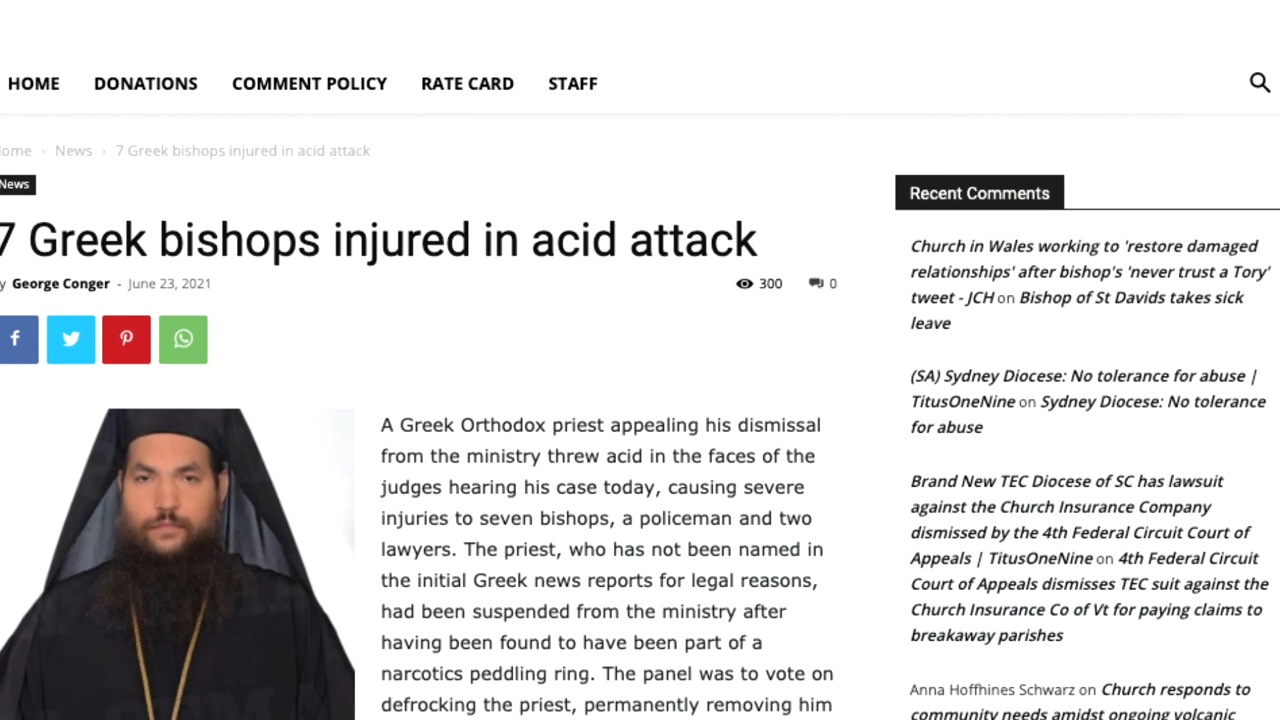 HOME DONATIONS COMMENT POLICY RATE CARD STAFF
ome › News › 7 Greek bishops injured in acid attack
News
7 Greek bishops injured in acid attack
y George Conger - June 23, 2021 300 0
A Greek Orthodox priest appealing his dismissal
from the ministry threw acid in the faces of the
judges hearing his case today, causing severe
injuries to seven bishops, a policeman and two
lawyers. The priest, who has not been named in
the initial Greek news reports for legal reasons,
had been suspended from the ministry after
having been found to have been part of a
narcotics peddling ring. The panel was to vote on
defrocking the priest, permanently removing him
Recent Comments
Church in Wales working to 'restore damaged
relationships' after bishop's 'never trust a Tory'
tweet - JCH on Bishop of St Davids takes sick
leave
(SA) Sydney Diocese: No tolerance for abuse |
TitusOneNine on Sydney Diocese: No tolerance
for abuse
Brand New TEC Diocese of SC has lawsuit
against the Church Insurance Company
dismissed by the 4th Federal Circuit Court of
Appeals | TitusOneNine on 4th Federal Circuit
Court of Appeals dismisses TEC suit against the
Church Insurance Co of Vt for paying claims to
breakaway parishes
Anna Hoffhines Schwarz on Church responds to
community needs amidst ongoing volcanic